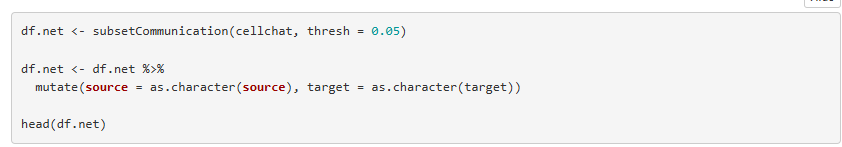 df.net <- subsetCommunication(cellchat, thresh = 0.05)
df.net <- df.net %>%
mutate(source = as.character(source), target = as.character(target))
head(df.net)